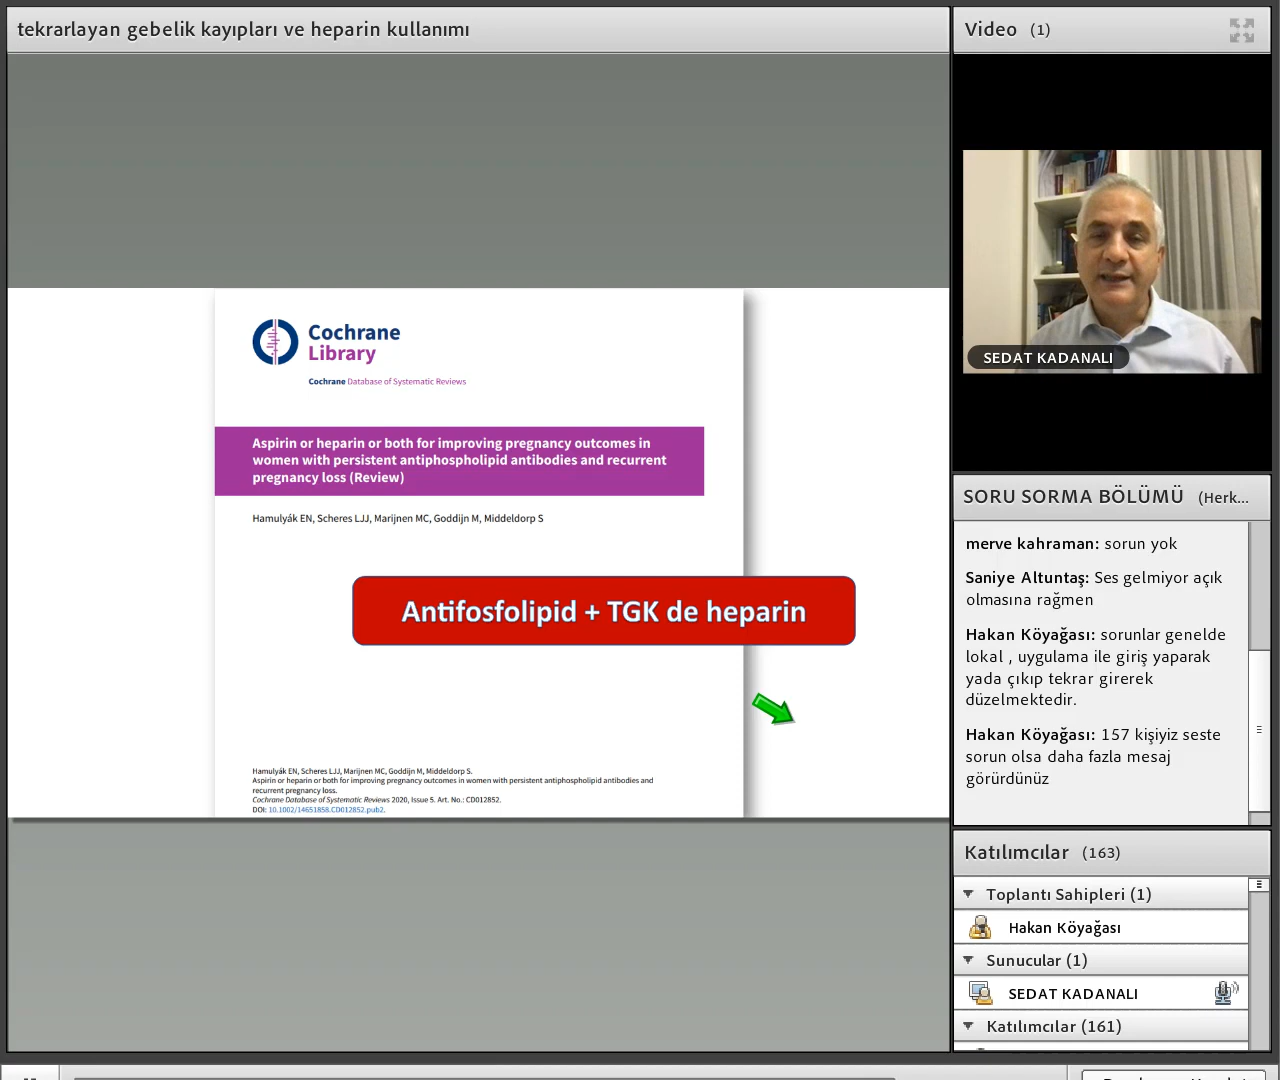 tekrarlayan gebelik kayıpları ve heparin kullanımı
Cochrane
Library
Cochrane Database of Systematic Reviews
Aspirin or heparin or both for improving pregnancy outcomes in
women with persistent antiphospholipid antibodies and recurrent
pregnancy loss (Review)
Hamulyák EN, Scheres LJJ, Marijnen MC, Goddijn M, Middeldorp S
Antifosfolipid + TGK de heparin
Hamulyák EN, Scheres LJJ, Marijnen MC, Goddijn M, Middeldorp S.
Aspirin or heparin or both for improving pregnancy outcomes in women with persistent antiphospholipid antibodies and
recurrent pregnancy loss.
Cochrane Database of Systematic Reviews 2020, Issue 5. Art. No.: CD012852.
DOI: 10.1002/14651858.CD012852.pub2.
Video (1)
SEDAT KADANALI
SORU SORMA BÖLÜMÜ (Herk...
merve kahraman: sorun yok
Saniye Altuntaş: Ses gelmiyor açık
olmasına rağmen
Hakan Köyağası: sorunlar genelde
lokal , uygulama ile giriş yaparak
yada çıkıp tekrar girerek
düzelmektedir.
Hakan Köyağası: 157 kişiyiz seste
sorun olsa daha fazla mesaj
görürdünüz
Katılımcılar (163)
Toplantı Sahipleri (1)
Hakan Köyağası
Sunucular (1)
SEDAT KADANALI
Katılımcılar (161)